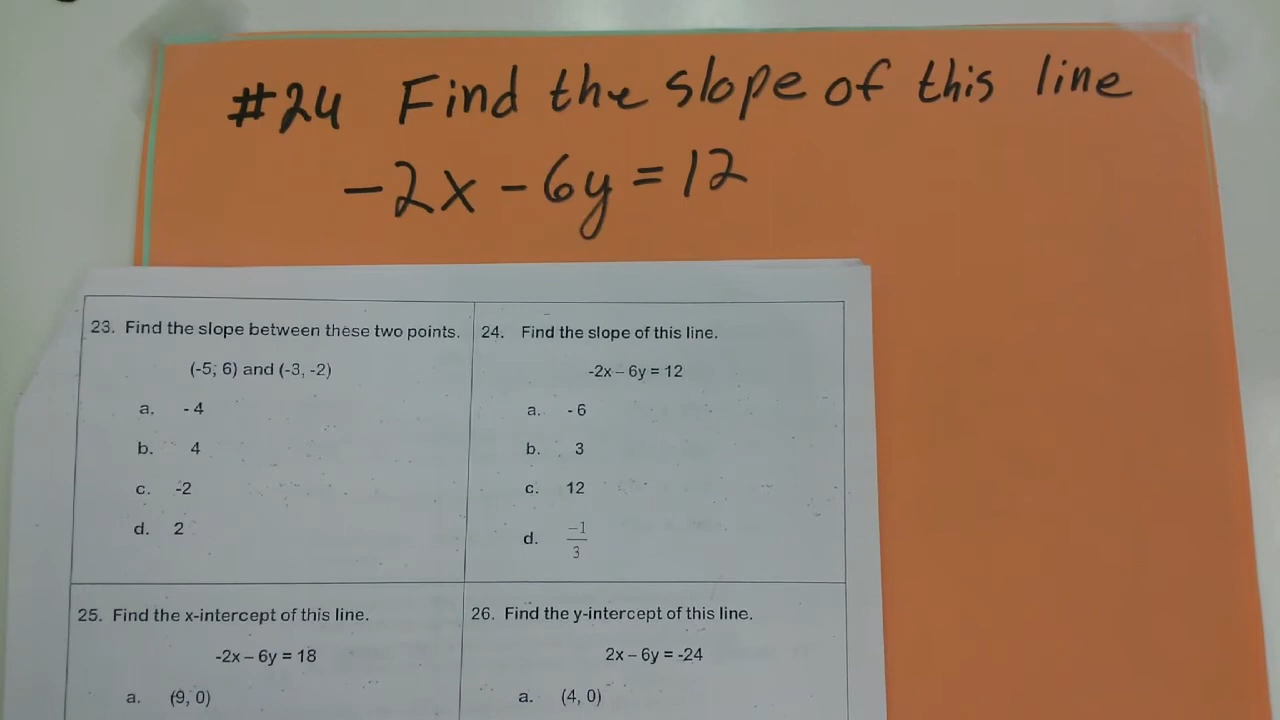 #24 Find the slope of this line
-2x - 6y = 12
23. Find the slope between these two points.
(-5, 6) and (-3, -2)
a. - 4
b. 4
c. -2
d. 2
24. Find the slope of this line.
-2x – 6y = 12
a. - 6
b. 3
c. 12
d. −1/3
25. Find the x-intercept of this line.
-2x – 6y = 18
a. (9, 0)
26. Find the y-intercept of this line.
2x – 6y = -24
a. (4, 0)